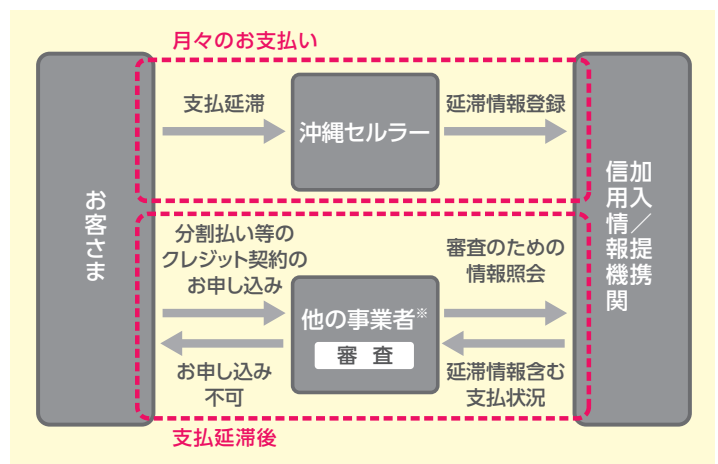 月々のお支払い
お客さま
支払延滞
沖縄セルラー
延滞情報登録
加入／提携
信用情報機関
分割払い等の
クレジット契約の
お申し込み
他の事業者※
審 査
審査のための
情報照会
お申し込み
不可
延滞情報含む
支払状況
支払延滞後